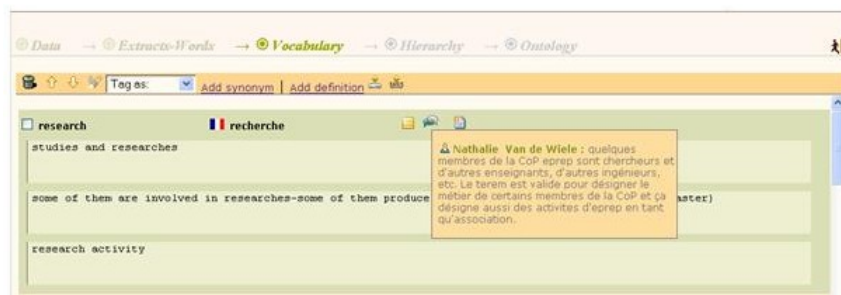 Data → Extracts-Words → Vocabulary → Hierarchy → Ontology
Tag as: Add synonym | Add definition
research recherche
studies and researches
Nathalie Van de Wiele : quelques
membres de la CoP eprep sont chercheurs et
d'autres enseignants, d'autres ingénieurs,
etc. Le terem est valide pour désigner le
métier de certains membres de la CoP et ça
désigne aussi des activites d'eprep en tant
qu'association.
some of them are involved in researches-some of them produce aster)
research activity